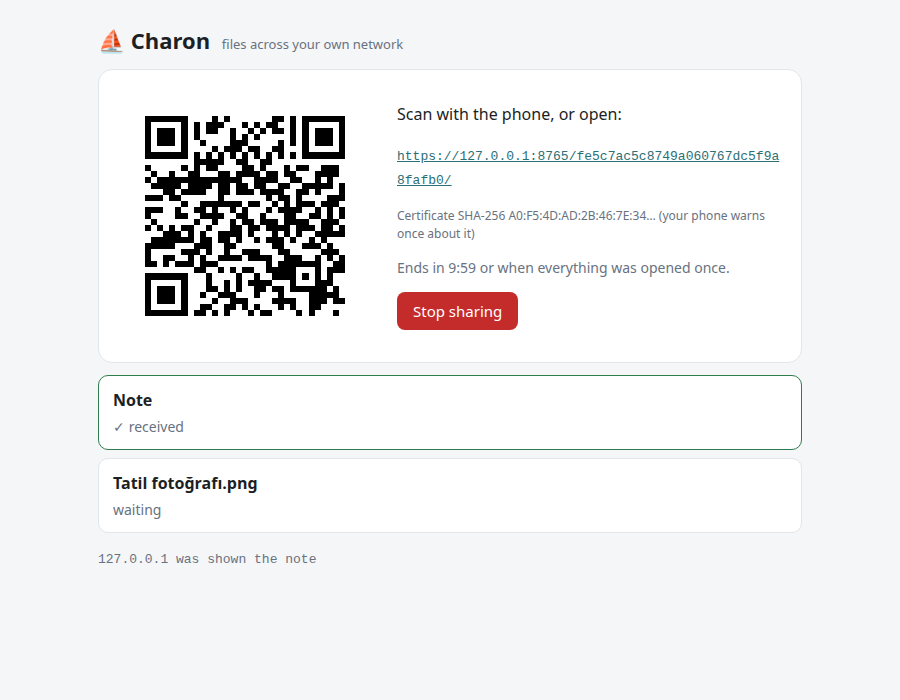 Charon files across your own network
Scan with the phone, or open:
https://127.0.0.1:8765/fe5c7ac5c8749a060767dc5f9a
8fafb0/
Certificate SHA-256 A0:F5:4D:AD:2B:46:7E:34… (your phone warns
once about it)
Ends in 9:59 or when everything was opened once.
Stop sharing
Note
✓ received
Tatil fotoğrafı.png
waiting
127.0.0.1 was shown the note